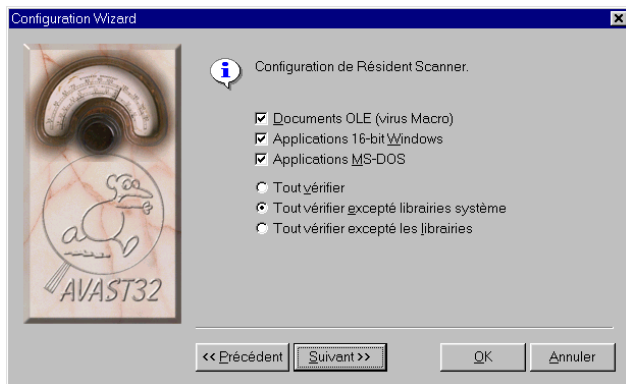 Configuration Wizard
Configuration de Résident Scanner.
Documents OLE (virus Macro)
Applications 16-bit Windows
Applications MS-DOS
Tout vérifier
Tout vérifier excepté librairies système
Tout vérifier excepté les librairies
AVAST32
<< Précédent
Suivant >>
OK
Annuler